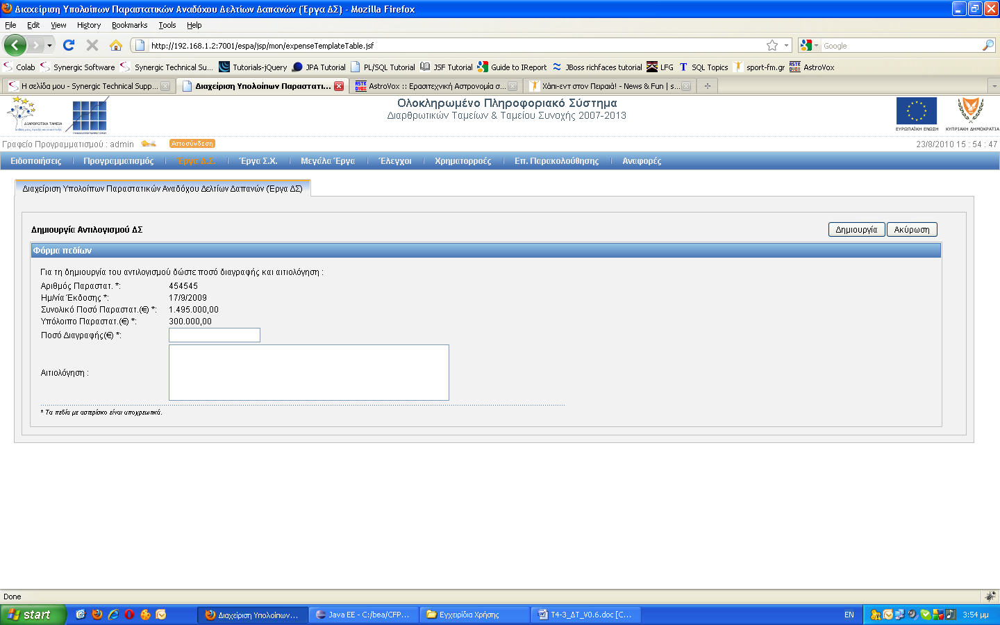 Διαχείριση Υπολοίπων Παραστατικών Αναδόχου Δελτίων Δαπανών (Έργα ΔΣ) - Mozilla Firefox
File Edit View History Bookmarks Tools Help
http://192.168.1.2:7001/espa/jsp/mon/expenseTemplateTable.jsf Google
Colab Synergic Software Synergic Technical Su... Tutorials-jQuery JPA Tutorial PL/SQL Tutorial JSF Tutorial Guide to IReport JBoss richfaces tutorial LFG SQL Topics sport-fm.gr AstroVox
Η σελίδα μου - Synergic Technical Supp... Διαχείριση Υπολοίπων Παραστατι... AstroVox :: Ερασιτεχνική Αστρονομία σ... Χάπι-εντ στον Πειραιά! - News & Fun | s...
Ολοκληρωμένο Πληροφοριακό Σύστημα
Διαρθρωτικών Ταμείων & Ταμείου Συνοχής 2007-2013
ΔΙΑΡΘΡΩΤΙΚΑ ΤΑΜΕΙΑ
ΕΥΡΩΠΑΪΚΗ ΕΝΩΣΗ ΚΥΠΡΙΑΚΗ ΔΗΜΟΚΡΑΤΙΑ
Γραφείο Προγραμματισμού : admin Αποσύνδεση 23/8/2010 15 : 54 : 47
Ειδοποιήσεις Προγραμματισμός Έργα Δ.Σ. Έργα Σ.Χ. Μεγάλα Έργα Έλεγχοι Χρηματορροές Επ. Παρακολούθησης Αναφορές
Διαχείριση Υπολοίπων Παραστατικών Αναδόχου Δελτίων Δαπανών (Έργα ΔΣ)
Δημιουργία Αντιλογισμού ΔΣ Δημιουργία Ακύρωση
Φόρμα πεδίων
Για τη δημιουργία του αντιλογισμού δώστε ποσό διαγραφής και αιτιολόγηση :
Αριθμός Παραστατ. *: 454545
Ημ/νία Έκδοσης *: 17/9/2009
Συνολικό Ποσό Παραστατ.(€) *: 1.495.000,00
Υπόλοιπο Παραστατ.(€) *: 300.000,00
Ποσό Διαγραφής(€) *:
Αιτιολόγηση :
* Τα πεδία με αστερίσκο είναι υποχρεωτικά.
Done
start Διαχείριση Υπολοίπων... Java EE - C:/bea/CFP... Εγχειρίδια Χρήσης T4-3_ΔΤ_V0.6.doc [C... EN 3:54 μμ